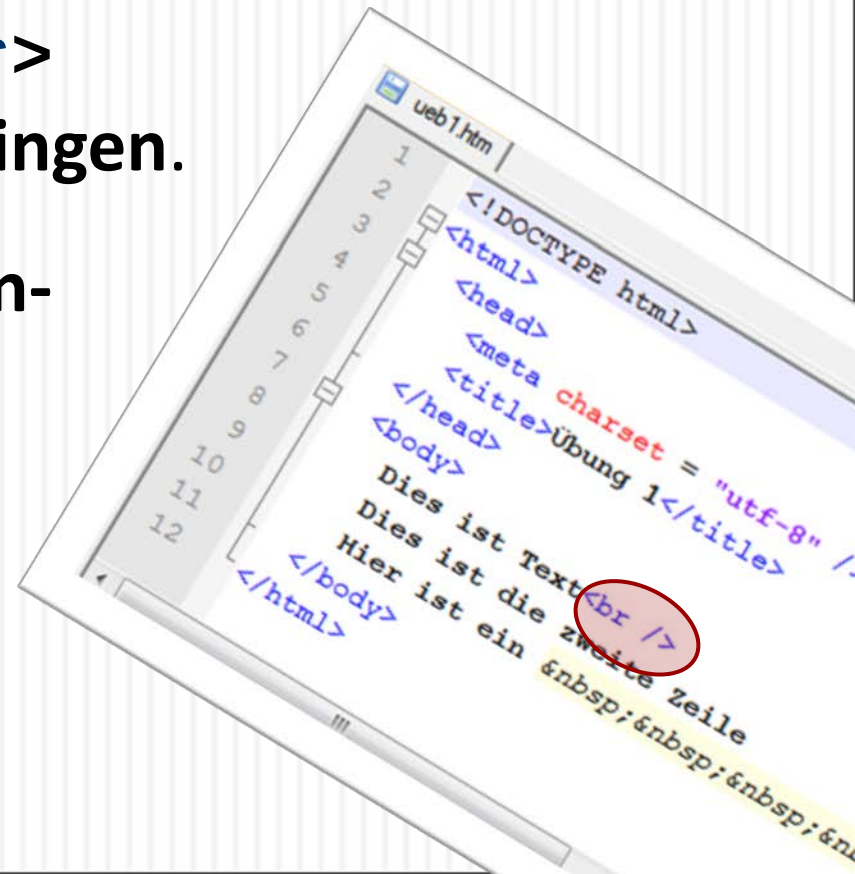 >
ingen.
n-
ueb1.htm
1
2
3
4
5
6
7
8
9
10
11
12
<!DOCTYPE html>
<html>
<head>
<meta charset = "utf-8" /
<title>Übung 1</title>
</head>
<body>
Dies ist Text<br />
Dies ist die zweite Zeile
Hier ist ein &nbsp;&nbsp;&n
</body>
</html>